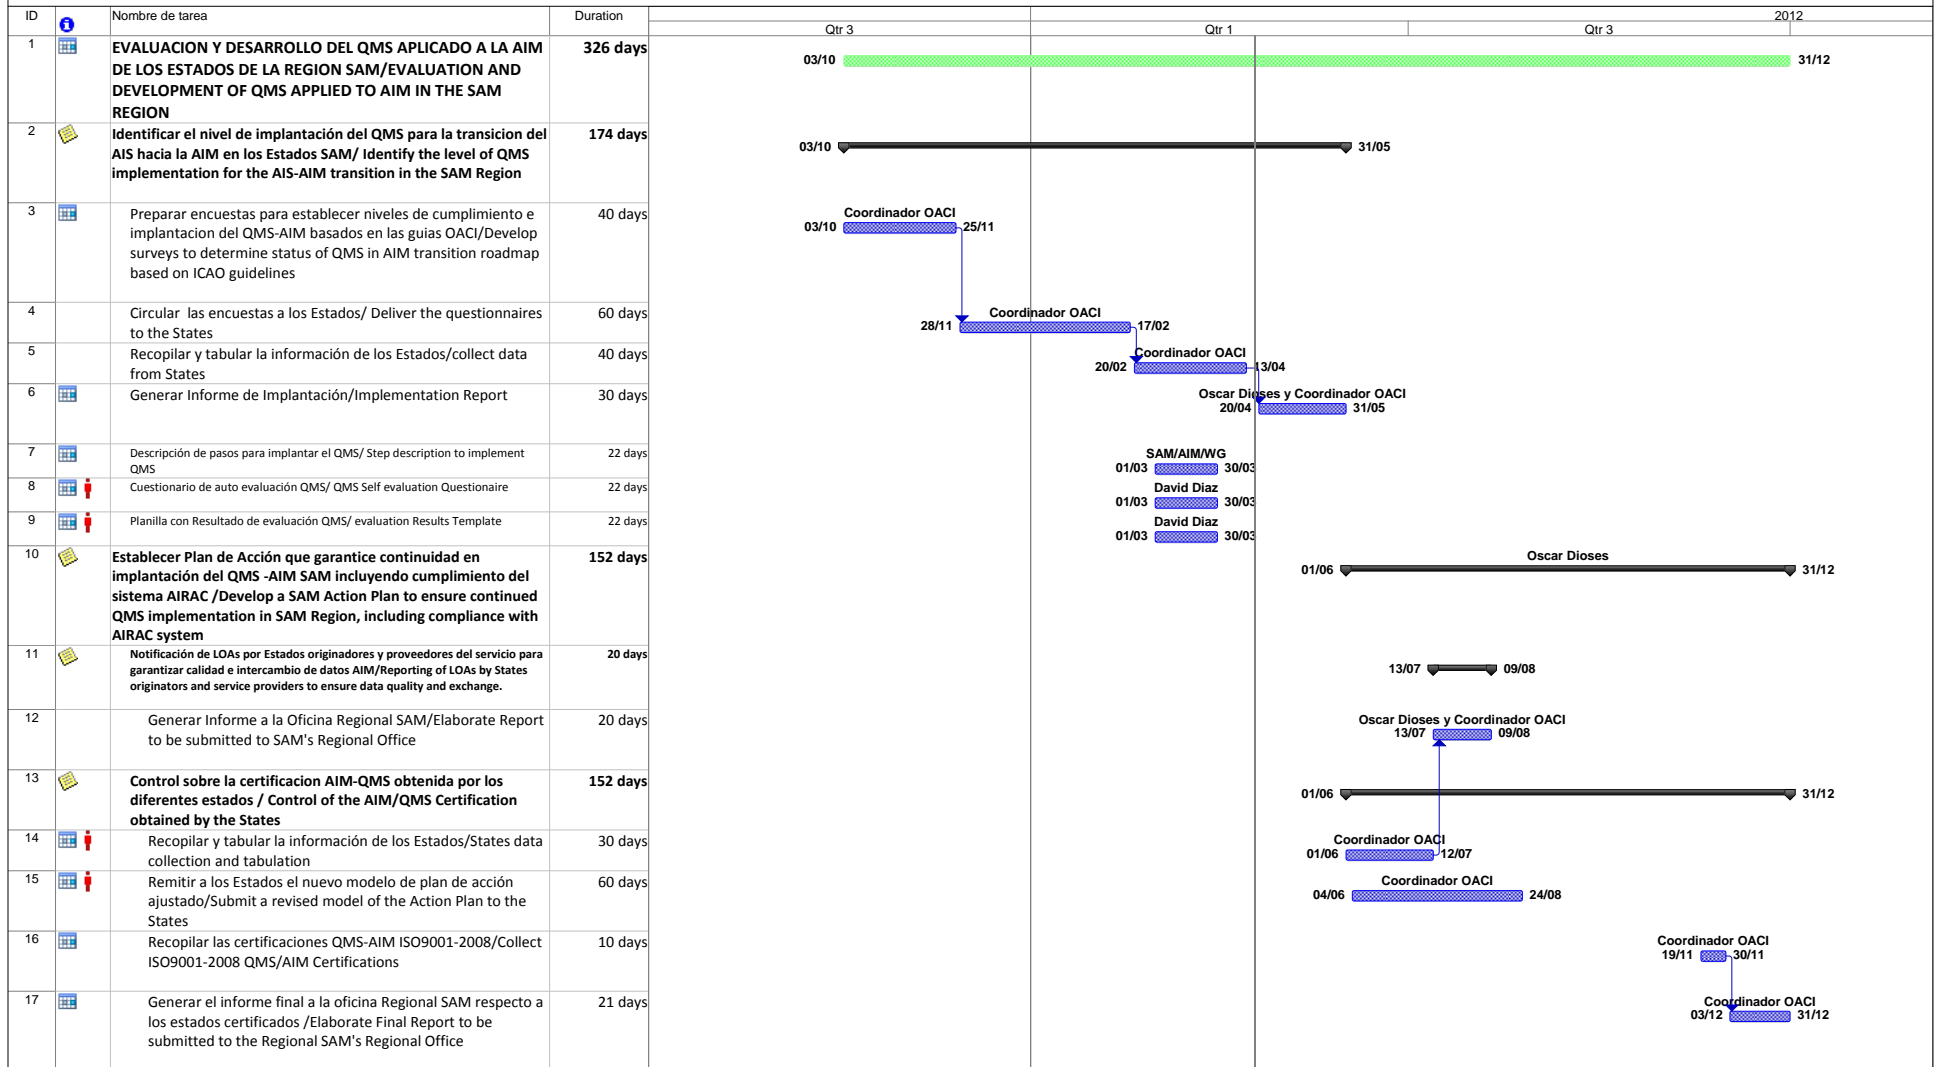 ID
Nombre de tarea
Duration
2012
Qtr 3
Qtr 1
Qtr 3
1
EVALUACION Y DESARROLLO DEL QMS APLICADO A LA AIM
DE LOS ESTADOS DE LA REGION SAM/EVALUATION AND
DEVELOPMENT OF QMS APPLIED TO AIM IN THE SAM
REGION
326 days
03/10
31/12
2
Identificar el nivel de implantación del QMS para la transicion del
AIS hacia la AIM en los Estados SAM/ Identify the level of QMS
implementation for the AIS-AIM transition in the SAM Region
174 days
03/10
31/05
3
Preparar encuestas para establecer niveles de cumplimiento e
implantacion del QMS-AIM basados en las guias OACI/Develop
surveys to determine status of QMS in AIM transition roadmap
based on ICAO guidelines
40 days
Coordinador OACI
03/10
25/11
4
Circular  las encuestas a los Estados/ Deliver the questionnaires
to the States
60 days
Coordinador OACI
28/11
17/02
5
Recopilar y tabular la información de los Estados/collect data
from States
40 days
Coordinador OACI
20/02
13/04
6
Generar Informe de Implantación/Implementation Report
30 days
Oscar Dioses y Coordinador OACI
20/04
31/05
7
Descripción de pasos para implantar el QMS/ Step description to implement
QMS
22 days
SAM/AIM/WG
01/03
30/03
8
Cuestionario de auto evaluación QMS/ QMS Self evaluation Questionaire
22 days
David Diaz
01/03
30/03
9
Planilla con Resultado de evaluación QMS/ evaluation Results Template
22 days
David Diaz
01/03
30/03
10
Establecer Plan de Acción que garantice continuidad en
implantación del QMS -AIM SAM incluyendo cumplimiento del
sistema AIRAC /Develop a SAM Action Plan to ensure continued
QMS implementation in SAM Region, including compliance with
AIRAC system
152 days
Oscar Dioses
01/06
31/12
11
Notificación de LOAs por Estados originadores y proveedores del servicio para
garantizar calidad e intercambio de datos AIM/Reporting of LOAs by States
originators and service providers to ensure data quality and exchange.
20 days
13/07
09/08
12
Generar Informe a la Oficina Regional SAM/Elaborate Report
to be submitted to SAM's Regional Office
20 days
Oscar Dioses y Coordinador OACI
13/07
09/08
13
Control sobre la certificacion AIM-QMS obtenida por los
diferentes estados / Control of the AIM/QMS Certification
obtained by the States
152 days
01/06
31/12
14
Recopilar y tabular la información de los Estados/States data
collection and tabulation
30 days
Coordinador OACI
01/06
12/07
15
Remitir a los Estados el nuevo modelo de plan de acción
ajustado/Submit a revised model of the Action Plan to the
States
60 days
Coordinador OACI
04/06
24/08
16
Recopilar las certificaciones QMS-AIM ISO9001-2008/Collect
ISO9001-2008 QMS/AIM Certifications
10 days
Coordinador OACI
19/11
30/11
17
Generar el informe final a la oficina Regional SAM respecto a
los estados certificados /Elaborate Final Report to be
submitted to the Regional SAM's Regional Office
21 days
Coordinador OACI
03/12
31/12